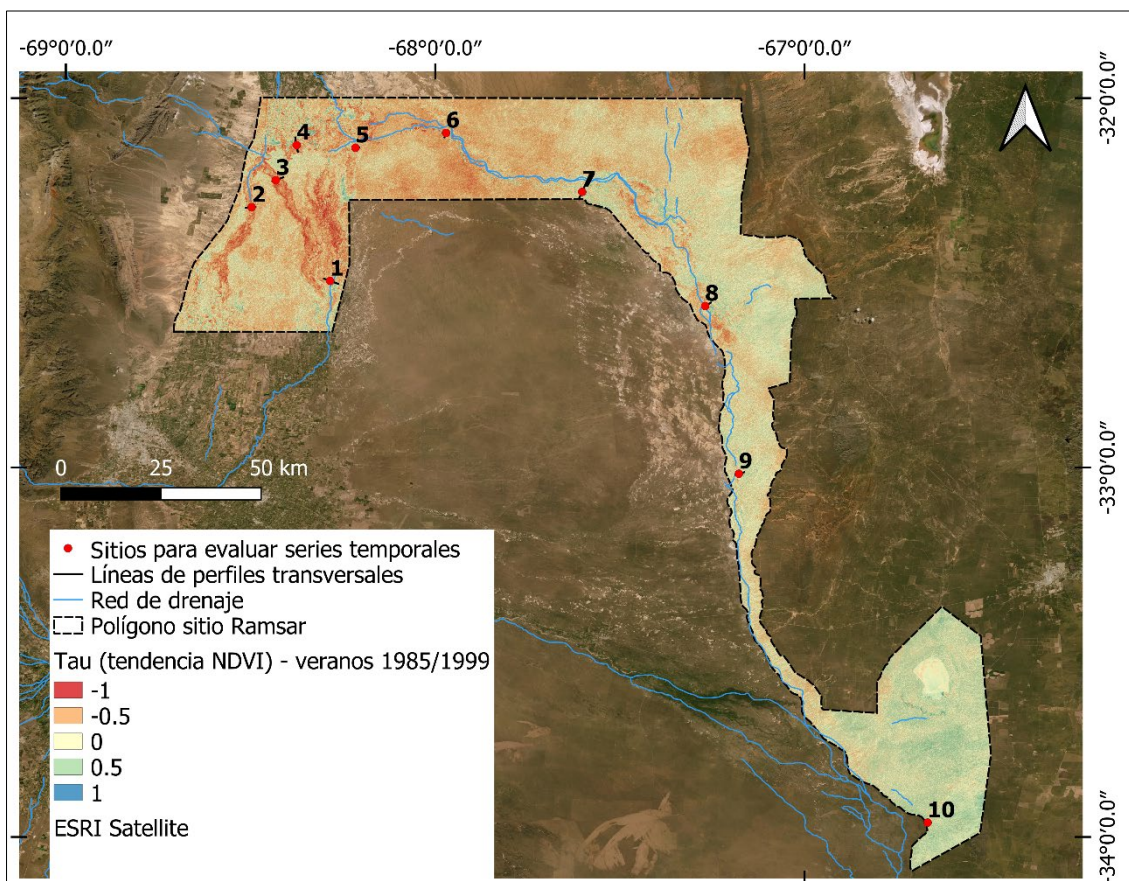 -69°0′0.0″ -68°0′0.0″ -67°0′0.0″
-32°0′0.0″
4
6
5
3
7
2
1
8
9
-33°0′0.0″
0 25 50 km
Sitios para evaluar series temporales
Líneas de perfiles transversales
Red de drenaje
Polígono sitio Ramsar
Tau (tendencia NDVI) - veranos 1985/1999
-1
-0.5
0
0.5
1
ESRI Satellite
10
-34°0′0.0″